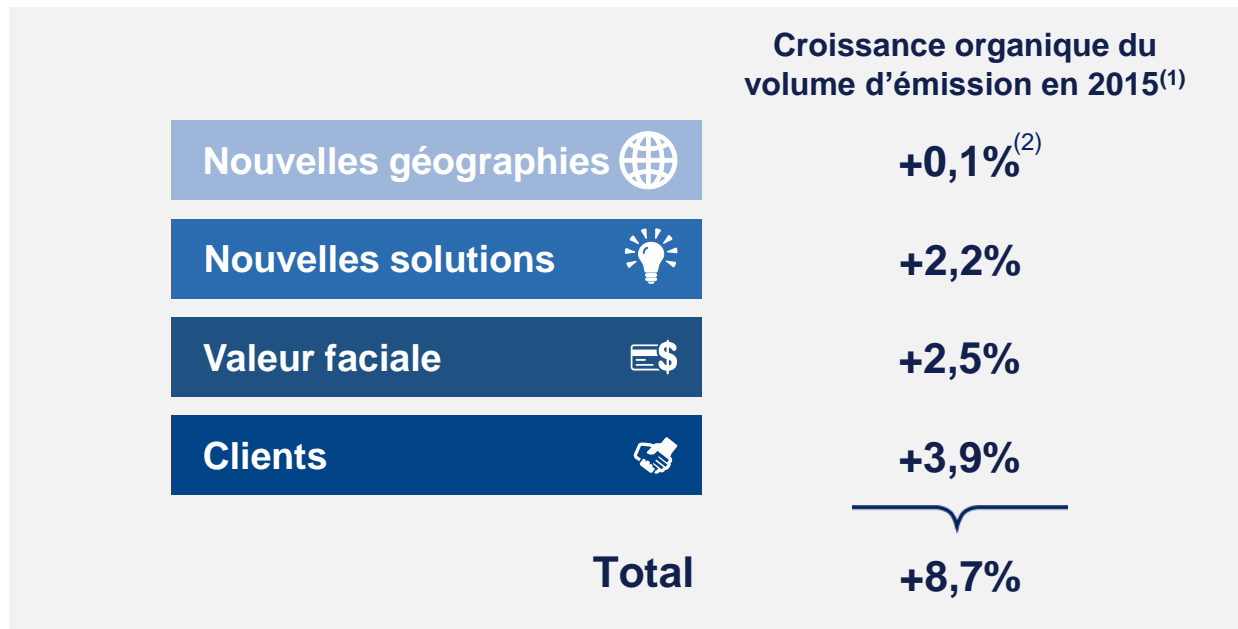 Croissance organique du
volume d’émission en 2015(1)
Nouvelles géographies +0,1%(2)
Nouvelles solutions +2,2%
Valeur faciale $ +2,5%
Clients +3,9%
Total +8,7%